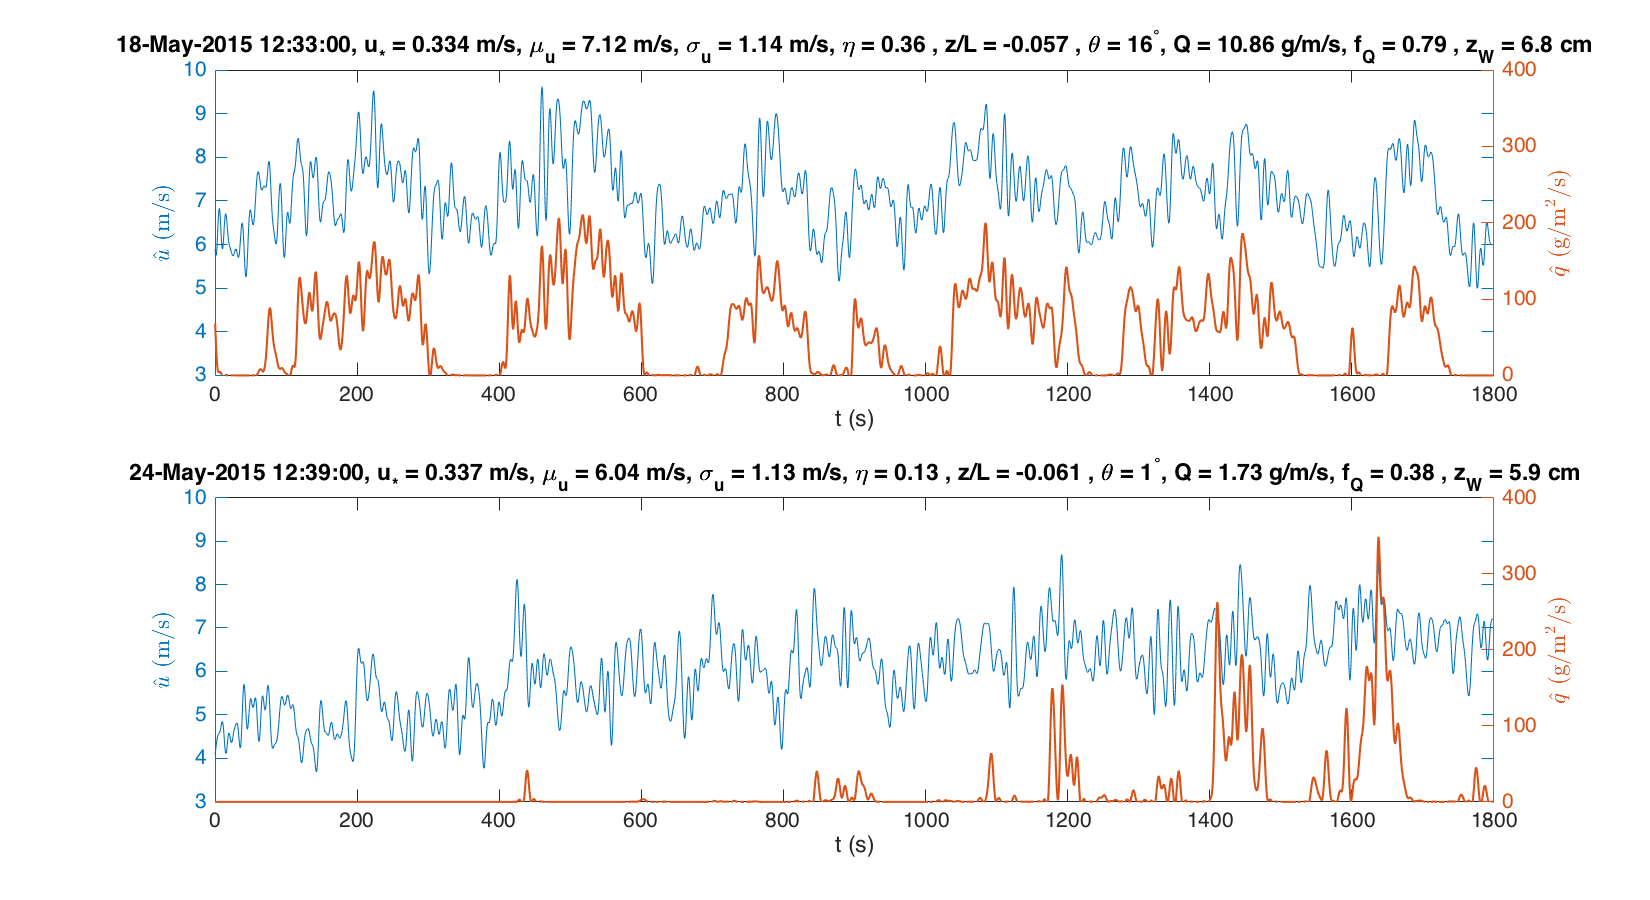 18-May-2015 12:33:00, u* = 0.334 m/s, μu = 7.12 m/s, σu = 1.14 m/s, η = 0.36 , z/L = -0.057 , θ = 16°, Q = 10.86 g/m/s, fQ = 0.79 , zW = 6.8 cm
10
9
8
7
6
5
4
3
û (m/s)
400
300
200
100
0
q̂ (g/m²/s)
0 200 400 600 800 1000 1200 1400 1600 1800
t (s)
24-May-2015 12:39:00, u* = 0.337 m/s, μu = 6.04 m/s, σu = 1.13 m/s, η = 0.13 , z/L = -0.061 , θ = 1°, Q = 1.73 g/m/s, fQ = 0.38 , zW = 5.9 cm
10
9
8
7
6
5
4
3
û (m/s)
400
300
200
100
0
q̂ (g/m²/s)
0 200 400 600 800 1000 1200 1400 1600 1800
t (s)